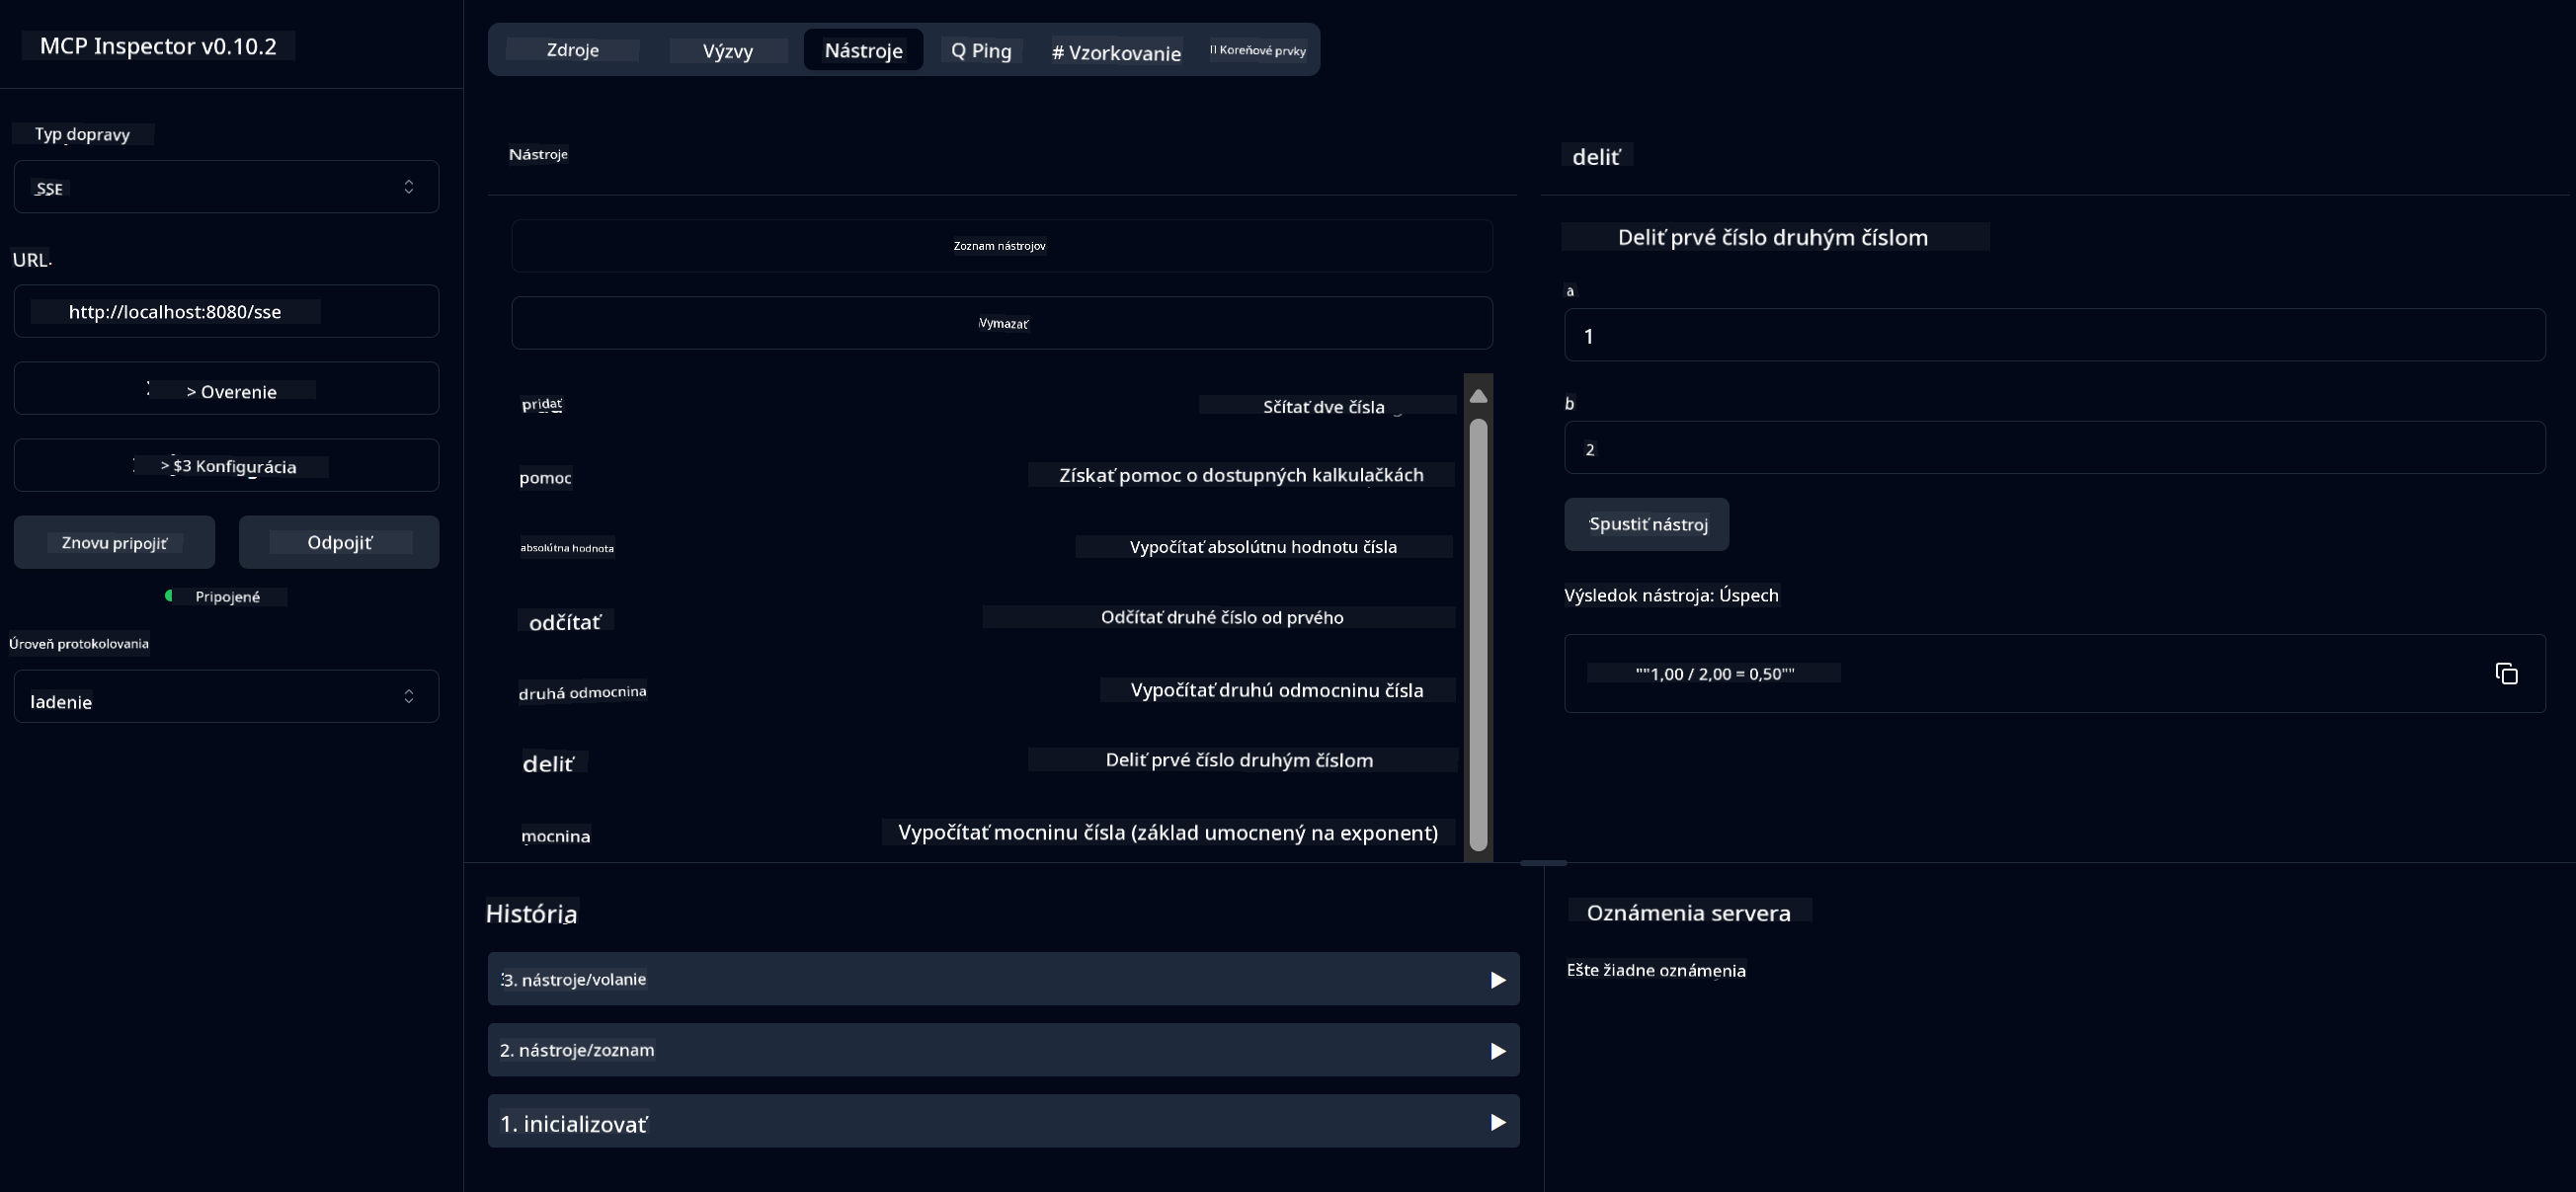 MCP Inspector v0.10.2
Typ dopravy
SSE
URL
http://localhost:8080/sse
> Overenie
> $3 Konfigurácia
Znovu pripojiť
Odpojiť
Pripojené
Úroveň protokolovania
ladenie
Zdroje
Výzvy
Nástroje
Q Ping
# Vzorkovanie
Koreňové prvky
Nástroje
Zoznam nástrojov
Vymazať
pridať
Sčítať dve čísla
pomoc
Získať pomoc o dostupných kalkulačkách
absolútna hodnota
Vypočítať absolútnu hodnotu čísla
odčítať
Odčítať druhé číslo od prvého
druhá odmocnina
Vypočítať druhú odmocninu čísla
deliť
Deliť prvé číslo druhým číslom
mocnina
Vypočítať mocninu čísla (základ umocnený na exponent)
deliť
Deliť prvé číslo druhým číslom
a
1
b
2
Spustiť nástroj
Výsledok nástroja: Úspech
""1,00 / 2,00 = 0,50""
História
3. nástroje/volanie
2. nástroje/zoznam
1. inicializovať
Oznámenia servera
Ešte žiadne oznámenia